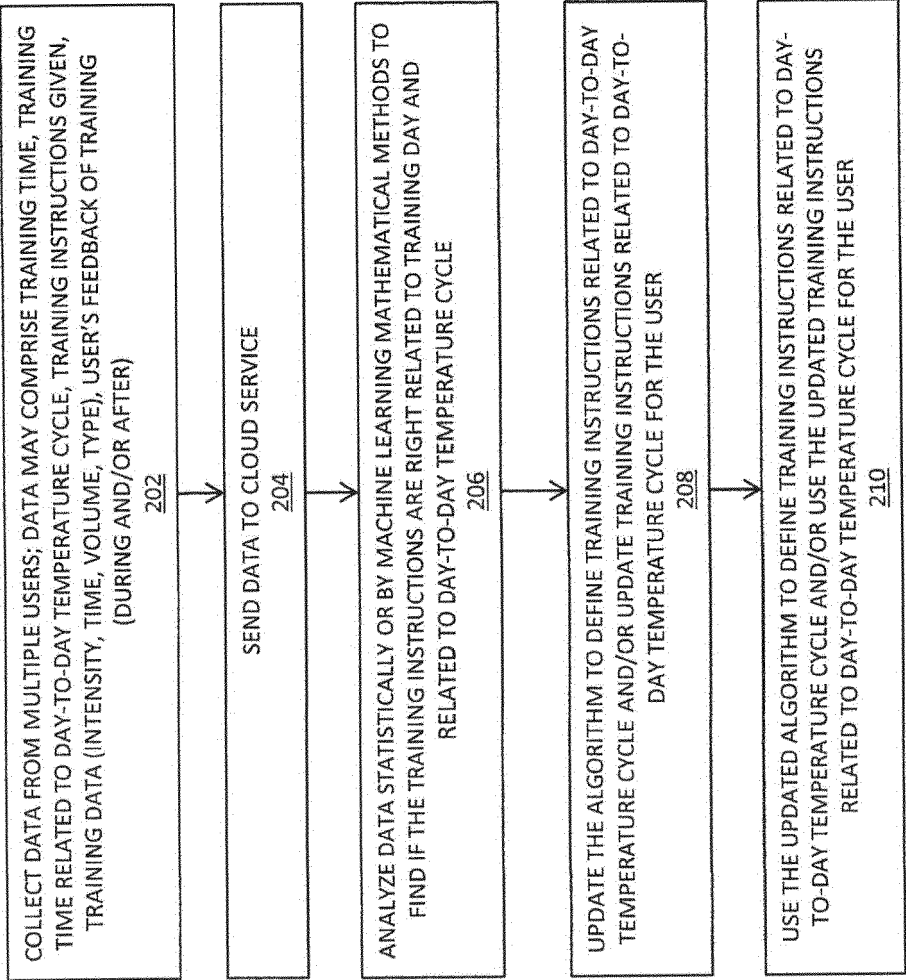 COLLECT DATA FROM MULTIPLE USERS; DATA MAY COMPRISE TRAINING TIME, TRAINING
TIME RELATED TO DAY-TO-DAY TEMPERATURE CYCLE, TRAINING INSTRUCTIONS GIVEN,
TRAINING DATA (INTENSITY, TIME, VOLUME, TYPE), USER'S FEEDBACK OF TRAINING
(DURING AND/OR AFTER)
202
SEND DATA TO CLOUD SERVICE
204
ANALYZE DATA STATISTICALLY OR BY MACHINE LEARNING MATHEMATICAL METHODS TO
FIND IF THE TRAINING INSTRUCTIONS ARE RIGHT RELATED TO TRAINING DAY AND
RELATED TO DAY-TO-DAY TEMPERATURE CYCLE
206
UPDATE THE ALGORITHM TO DEFINE TRAINING INSTRUCTIONS RELATED TO DAY-TO-DAY
TEMPERATURE CYCLE AND/OR UPDATE TRAINING INSTRUCTIONS RELATED TO DAY-TO-
DAY TEMPERATURE CYCLE FOR THE USER
208
USE THE UPDATED ALGORITHM TO DEFINE TRAINING INSTRUCTIONS RELATED TO DAY-
TO-DAY TEMPERATURE CYCLE AND/OR USE THE UPDATED TRAINING INSTRUCTIONS
RELATED TO DAY-TO-DAY TEMPERATURE CYCLE FOR THE USER
210